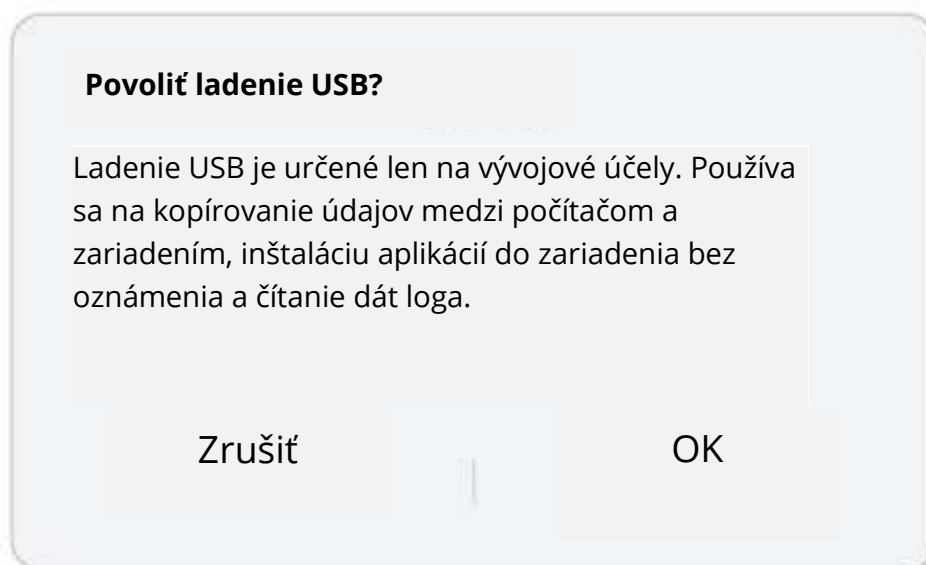 Povoliť ladenie USB?
Ladenie USB je určené len na vývojové účely. Používa
sa na kopírovanie údajov medzi počítačom a
zariadením, inštaláciu aplikácií do zariadenia bez
oznámenia a čítanie dát loga.
Zrušiť
OK